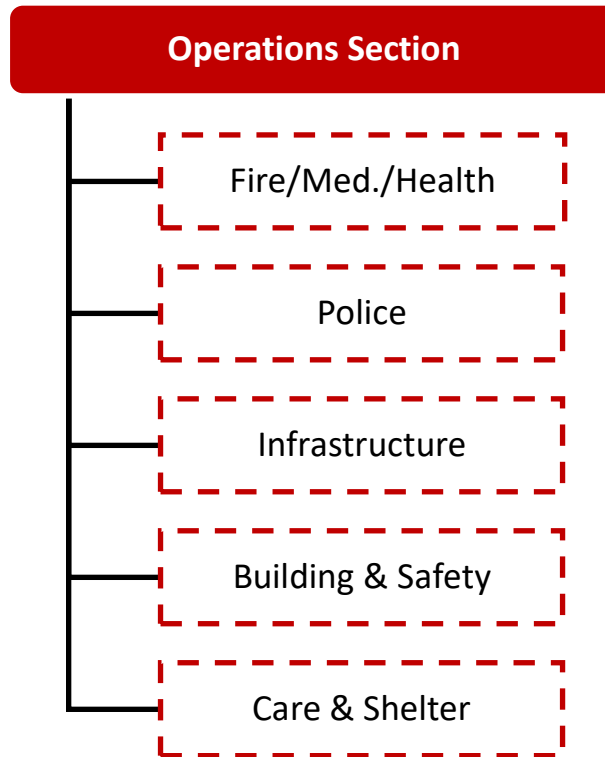 Operations Section
Fire/Med./Health
Police
Infrastructure
Building & Safety
Care & Shelter